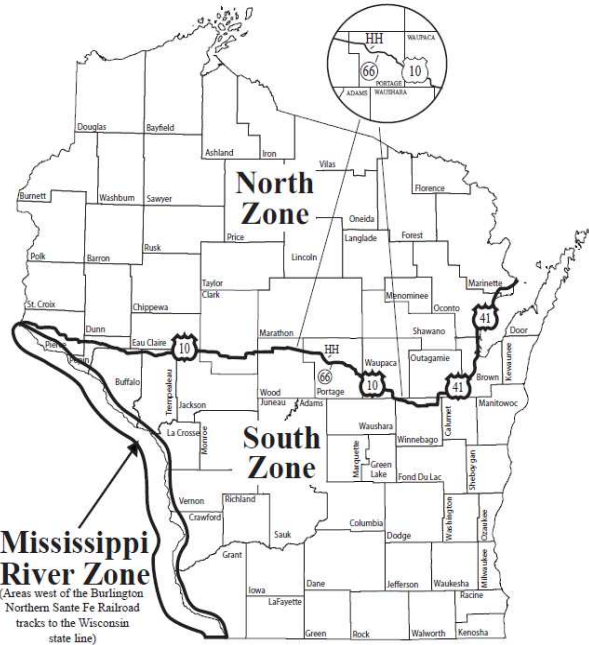 HH
WAUPACA
66
10
PORTAGE
ADAMS
WAUSHARA
Douglas
Bayfield
Ashland
Iron
Vilas
North
Zone
Florence
Burnett
Washburn
Sawyer
Oneida
Forest
Price
Langlade
Rusk
Lincoln
Polk
Barron
Taylor
Marinette
Clark
Menominee
Oconto
St. Croix
Chippewa
41
Dunn
Marathon
Shawano
Door
Eau Claire
10
HH
Pierce
Pepin
Waupaca
Outagamie
Kewaunee
66
Brown
Buffalo
Trempealeau
Wood
Portage
10
41
Jackson
Juneau
Adams
Calumet
Manitowoc
La Crosse
Monroe
South
Zone
Waushara
Winnebago
Marquette
Green
Lake
Fond Du Lac
Sheboygan
Vernon
Richland
Crawford
Columbia
Sauk
Dodge
Washington
Ozaukee
Mississippi
River Zone
(Areas west of the Burlington
Northern Sante Fe Railroad
tracks to the Wisconsin
state line)
Grant
Iowa
Dane
Jefferson
Waukesha
Milwaukee
Racine
LaFayette
Green
Rock
Walworth
Kenosha